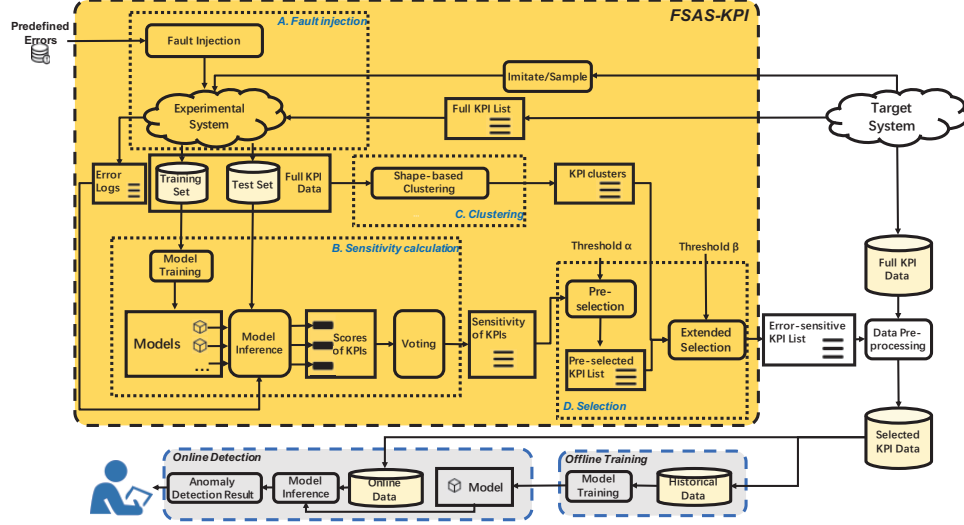 FSAS-KPI
Predefined
Errors
A. Fault injection
Fault Injection
Imitate/Sample
Experimental
System
Full KPI List
Target
System
Error
Logs
Training
Set
Test Set
Full KPI
Data
Shape-based
Clustering
KPI clusters
C. Clustering
B. Sensitivity calculation
Threshold α
Threshold β
Model
Training
Full KPI
Data
Pre-
selection
Models
...
Model
Inference
Scores
of KPIs
Voting
Sensitivity
of KPIs
Extended
Selection
Error-sensitive
KPI List
Data Pre-
processing
Pre-selected
KPI List
D. Selection
Selected
KPI Data
Online Detection
Offline Training
Anomaly
Detection Result
Model
Inference
Online
Data
Model
Model
Training
Historical
Data